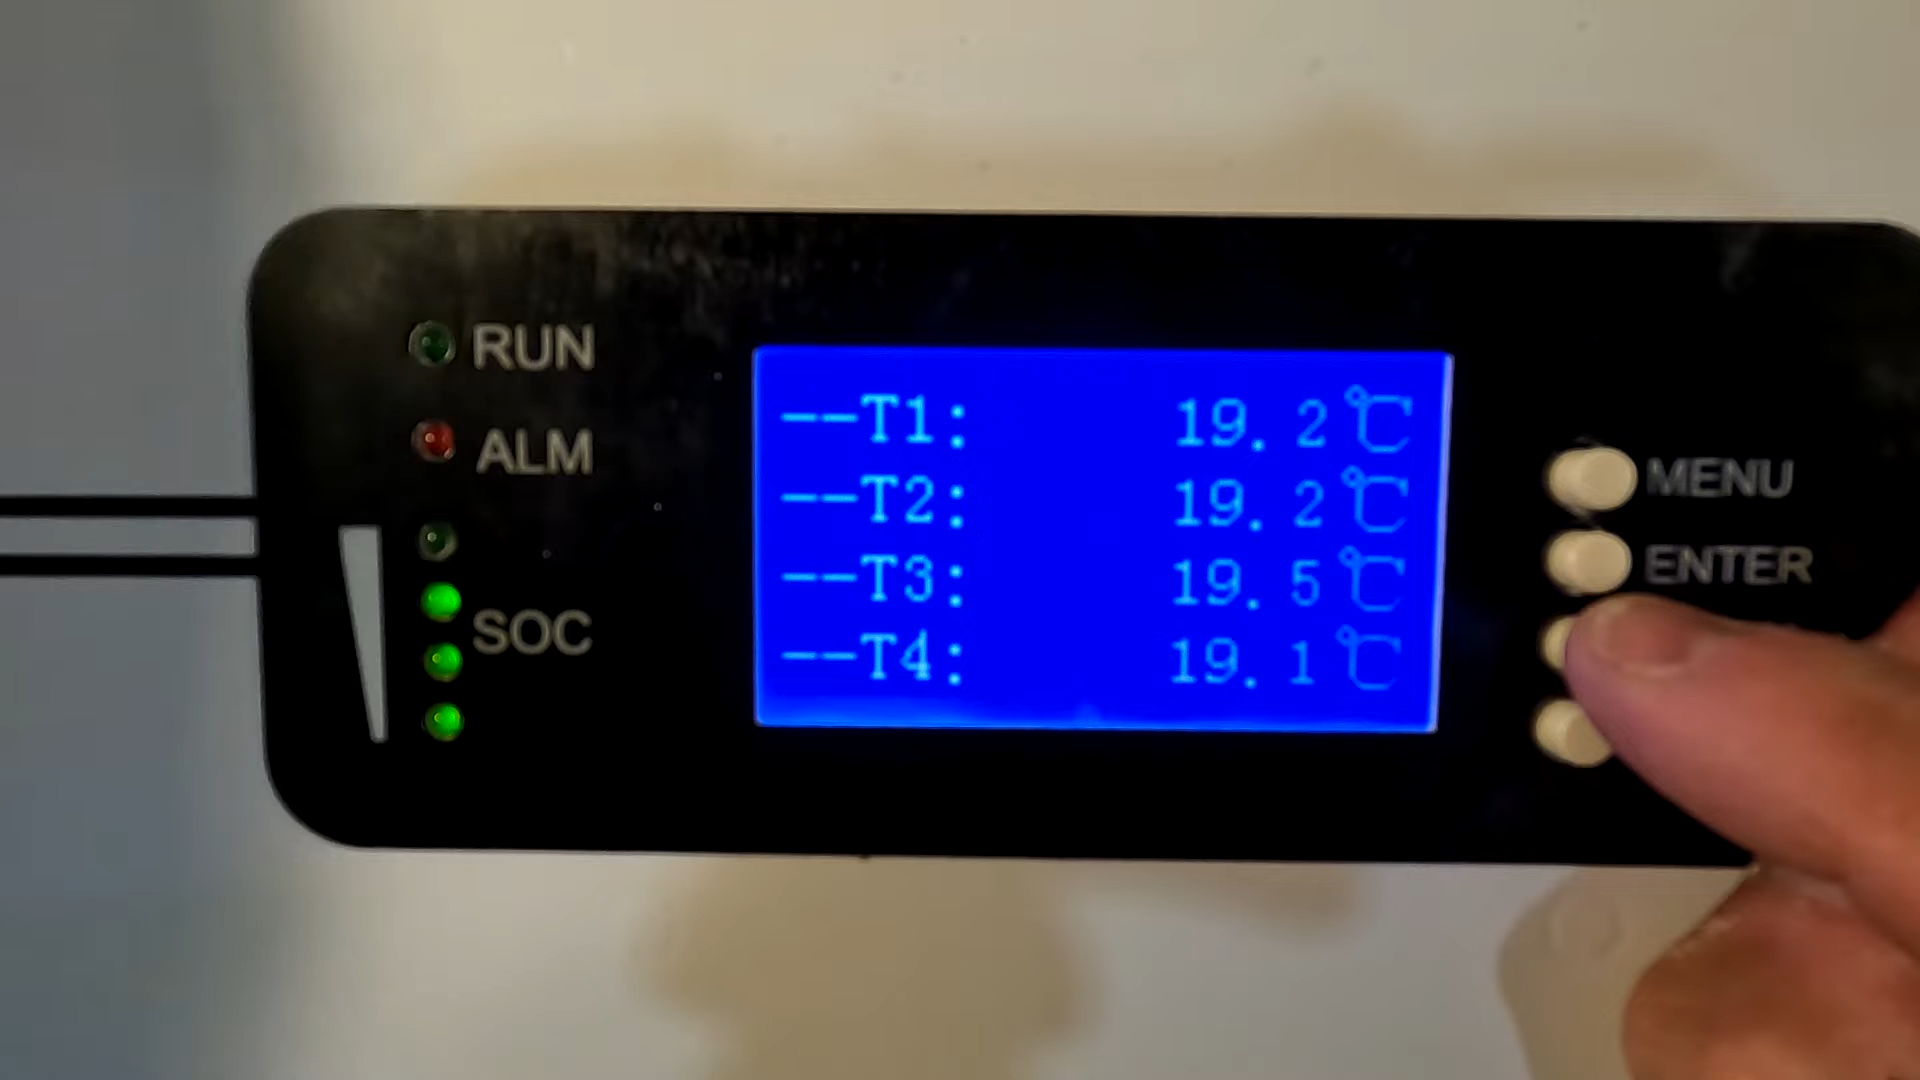 RUN
ALM
SOC
--T1: 19.2℃
--T2: 19.2℃
--T3: 19.5℃
--T4: 19.1℃
MENU
ENTER